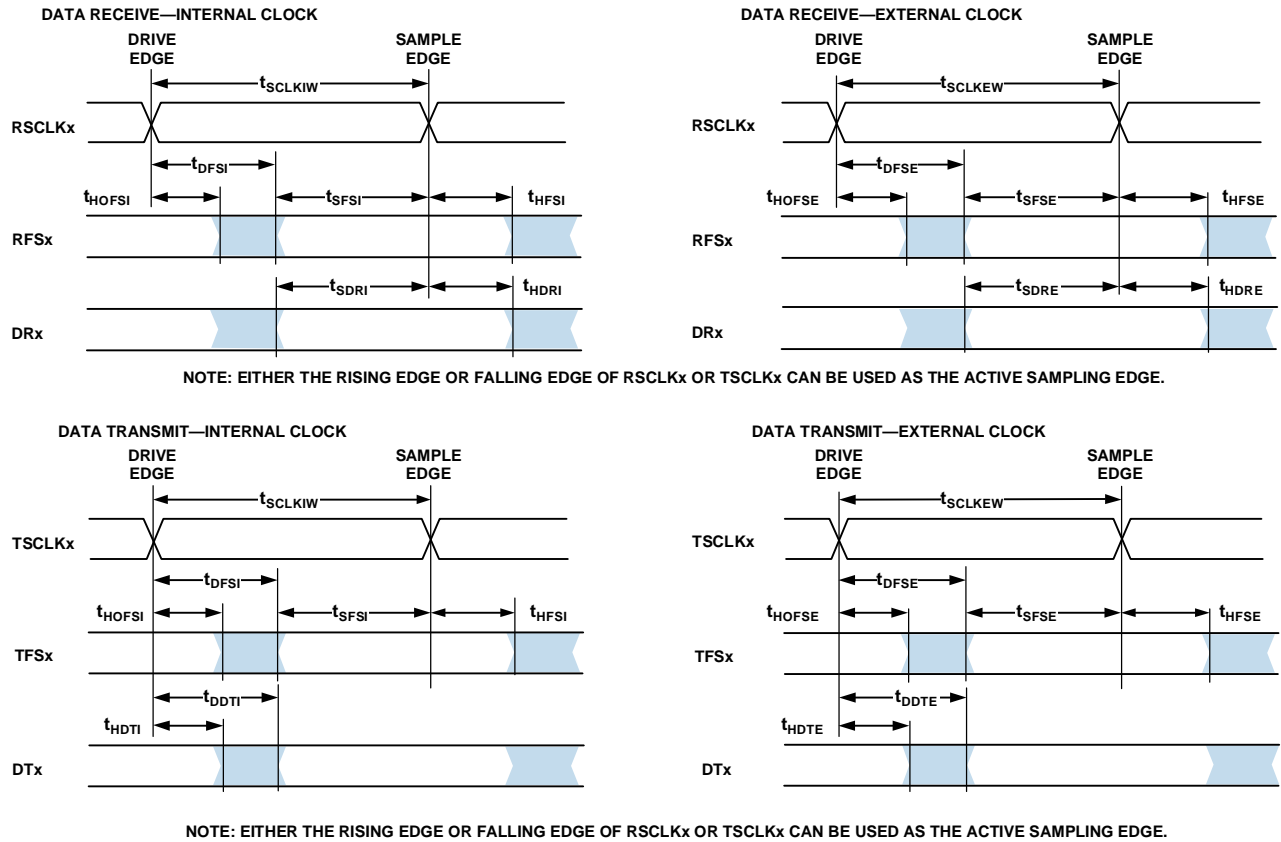 DATA RECEIVE—INTERNAL CLOCK
DRIVE
EDGE
SAMPLE
EDGE
tSCLKIW
RSCLKx
tDFSI
tHOFSI
tSFSI
tHFSI
RFSx
tSDRI
tHDRI
DRx
DATA RECEIVE—EXTERNAL CLOCK
DRIVE
EDGE
SAMPLE
EDGE
tSCLKEW
RSCLKx
tDFSE
tHOFSE
tSFSE
tHFSE
RFSx
tSDRE
tHDRE
DRx
NOTE: EITHER THE RISING EDGE OR FALLING EDGE OF RSCLKx OR TSCLKx CAN BE USED AS THE ACTIVE SAMPLING EDGE.
DATA TRANSMIT—INTERNAL CLOCK
DRIVE
EDGE
SAMPLE
EDGE
tSCLKIW
TSCLKx
tDFSI
tHOFSI
tSFSI
tHFSI
TFSx
tDDTI
tHDTI
DTx
DATA TRANSMIT—EXTERNAL CLOCK
DRIVE
EDGE
SAMPLE
EDGE
tSCLKEW
TSCLKx
tDFSE
tHOFSE
tSFSE
tHFSE
TFSx
tDDTE
tHDTE
DTx
NOTE: EITHER THE RISING EDGE OR FALLING EDGE OF RSCLKx OR TSCLKx CAN BE USED AS THE ACTIVE SAMPLING EDGE.